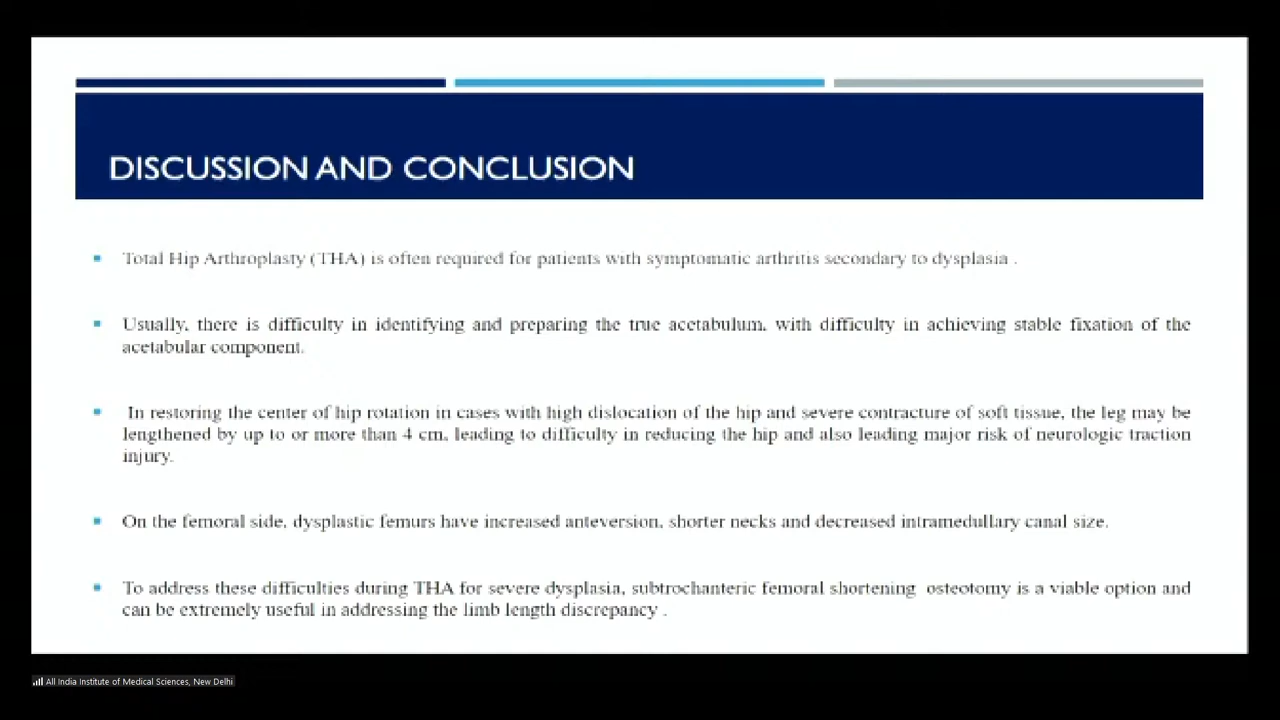 DISCUSSION AND CONCLUSION
Total Hip Arthroplasty (THA) is often required for patients with symptomatic arthritis secondary to dysplasia .
Usually, there is difficulty in identifying and preparing the true acetabulum, with difficulty in achieving stable fixation of the
acetabular component.
In restoring the center of hip rotation in cases with high dislocation of the hip and severe contracture of soft tissue, the leg may be
lengthened by up to or more than 4 cm, leading to difficulty in reducing the hip and also leading major risk of neurologic traction
injury.
On the femoral side, dysplastic femurs have increased anteversion, shorter necks and decreased intramedullary canal size.
To address these difficulties during THA for severe dysplasia, subtrochanteric femoral shortening osteotomy is a viable option and
can be extremely useful in addressing the limb length discrepancy .
All India Institute of Medical Sciences, New Delhi